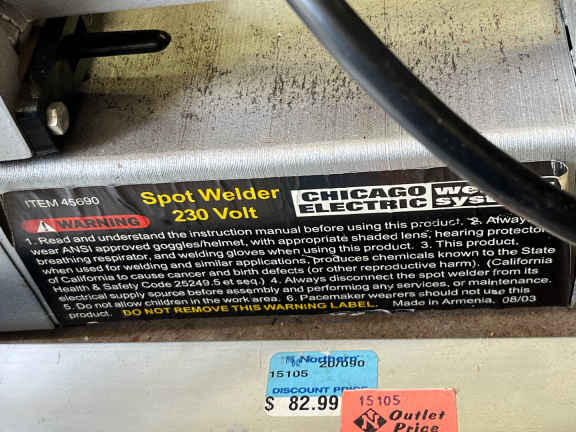 ITEM 45690
Spot Welder
230 Volt
CHICAGO
ELECTRIC
WARNING
1. Read and understand the instruction manual before using this product. 2. Always
wear ANSI approved goggles/helmet, with appropriate shaded lens, hearing protector
breathing respirator, and welding gloves when using this product. 3. This product,
when used for welding and similar applications, produces chemicals known to the State
of California to cause cancer and birth defects (or other reproductive harm). (California
Health & Safety Code 25249.5 et seq.) 4. Always disconnect the spot welder from its
electrical supply source before assembly and performing any services, or maintenance.
5. Do not allow children in the work area. 6. Pacemaker wearers should not use this
product. DO NOT REMOVE THIS WARNING LABEL. Made in Armenia, 08/03
Northern
207090
15105
DISCOUNT PRICE
$ 82.99
15105
Outlet
Price